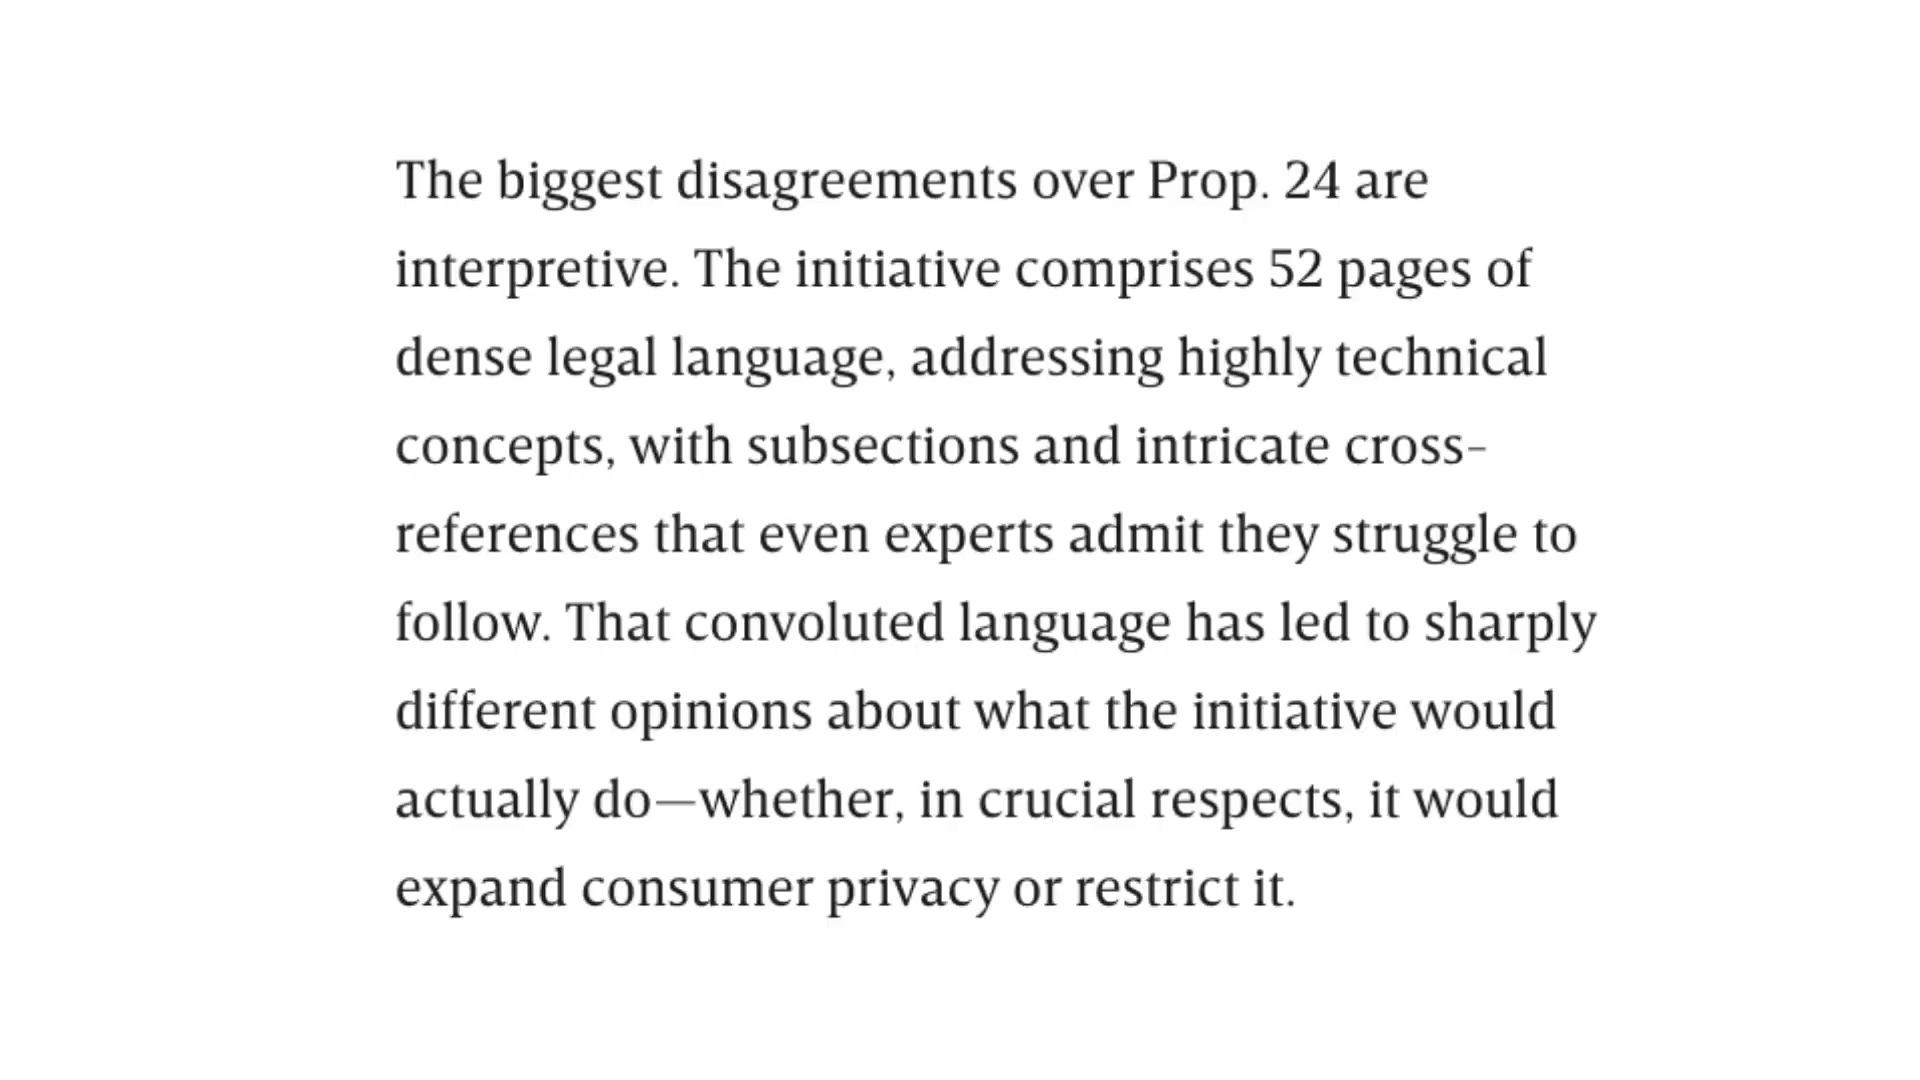 The biggest disagreements over Prop. 24 are
interpretive. The initiative comprises 52 pages of
dense legal language, addressing highly technical
concepts, with subsections and intricate cross-
references that even experts admit they struggle to
follow. That convoluted language has led to sharply
different opinions about what the initiative would
actually do—whether, in crucial respects, it would
expand consumer privacy or restrict it.